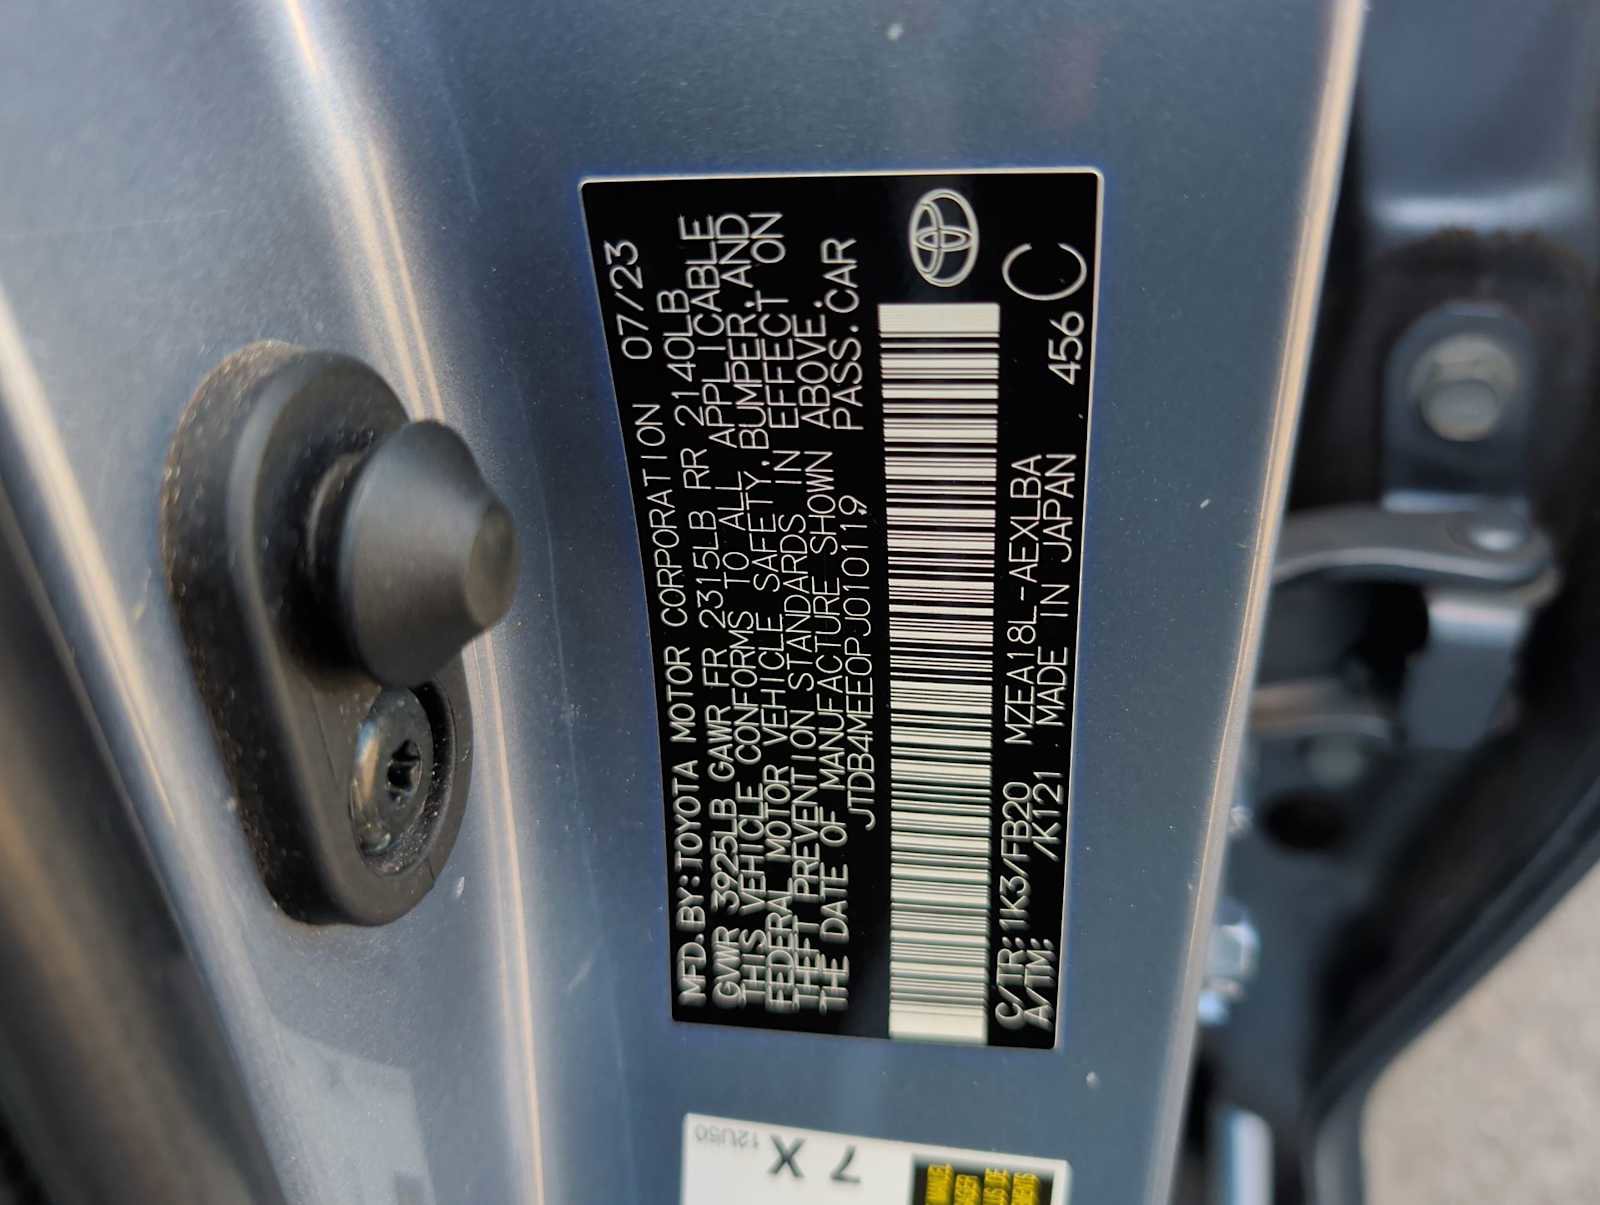 MFD.BY:TOYOTA MOTOR CORPORATION 07/23
GVWR 3925LB GAWR FR 2315LB RR 2140LB
THIS VEHICLE CONFORMS TO ALL APPLICABLE
FEDERAL MOTOR VEHICLE SAFETY,BUMPER,AND
THEFT PREVENTION STANDARDS IN EFFECT ON
THE DATE OF MANUFACTURE SHOWN ABOVE.
JTDB4MEE0PJ010119 PASS.CAR
C/TR:1K3/FB20 MZEA18L-AEXLBA
A/TM: /K121 MADE IN JAPAN 456 C
7 X
12U50